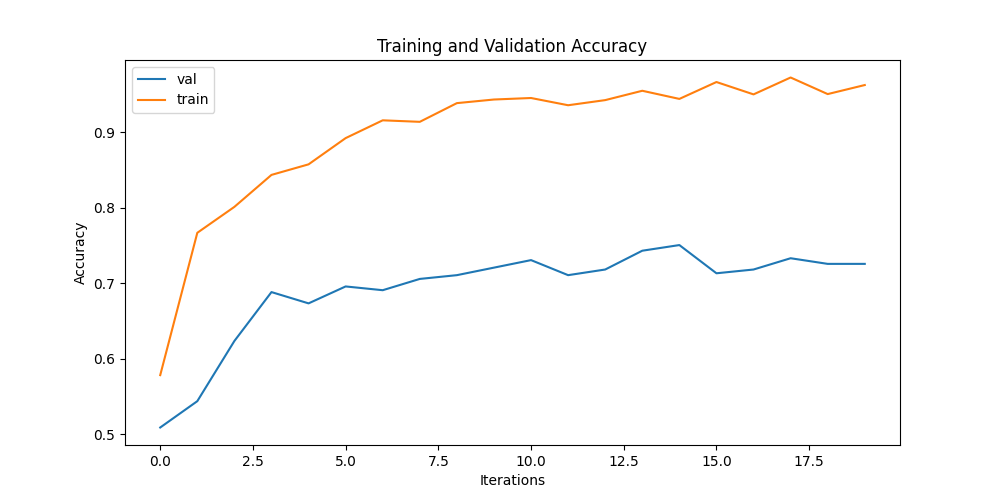 Training and Validation Accuracy
val
train
0.9
0.8
0.7
0.6
0.5
Accuracy
0.0 2.5 5.0 7.5 10.0 12.5 15.0 17.5
Iterations